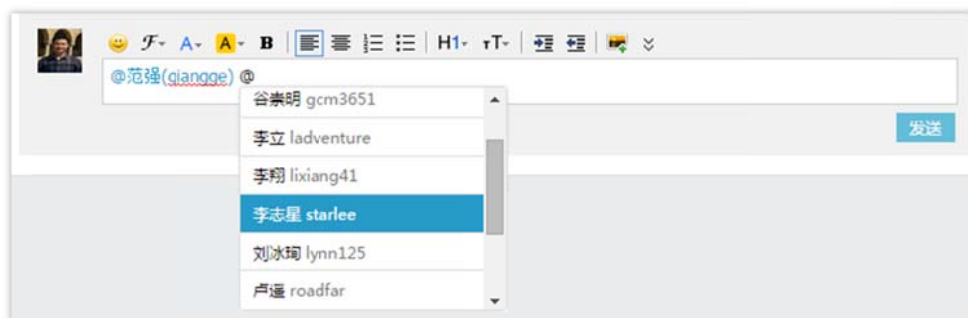 F A A B H1 тT
@范强(qiangge) @
谷崇明 gcm3651
李立 ladventure
李翔 lixiang41
李志星 starlee
刘冰珣 lynn125
卢遥 roadfar
发送